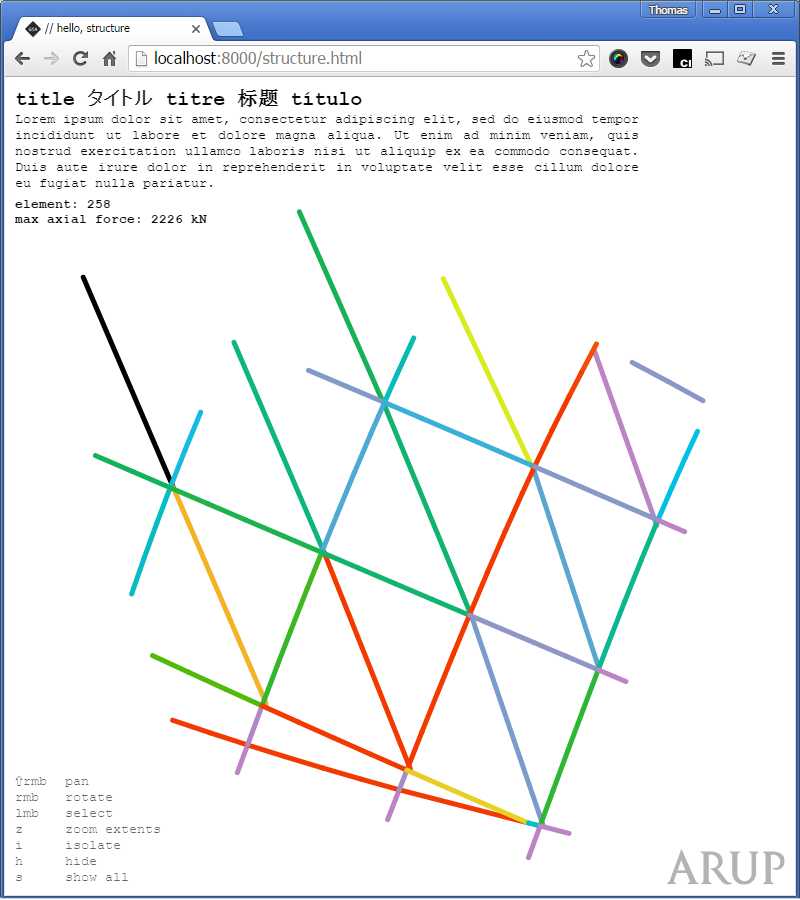 Thomas
// hello, structure
localhost:8000/structure.html
title タイトル titre 标题 título
Lorem ipsum dolor sit amet, consectetur adipiscing elit, sed do eiusmod tempor
incididunt ut labore et dolore magna aliqua. Ut enim ad minim veniam, quis
nostrud exercitation ullamco laboris nisi ut aliquip ex ea commodo consequat.
Duis aute irure dolor in reprehenderit in voluptate velit esse cillum dolore
eu fugiat nulla pariatur.
element: 258
max axial force: 2226 kN
⇧rmb pan
rmb rotate
lmb select
z zoom extents
i isolate
h hide
s show all
ARUP